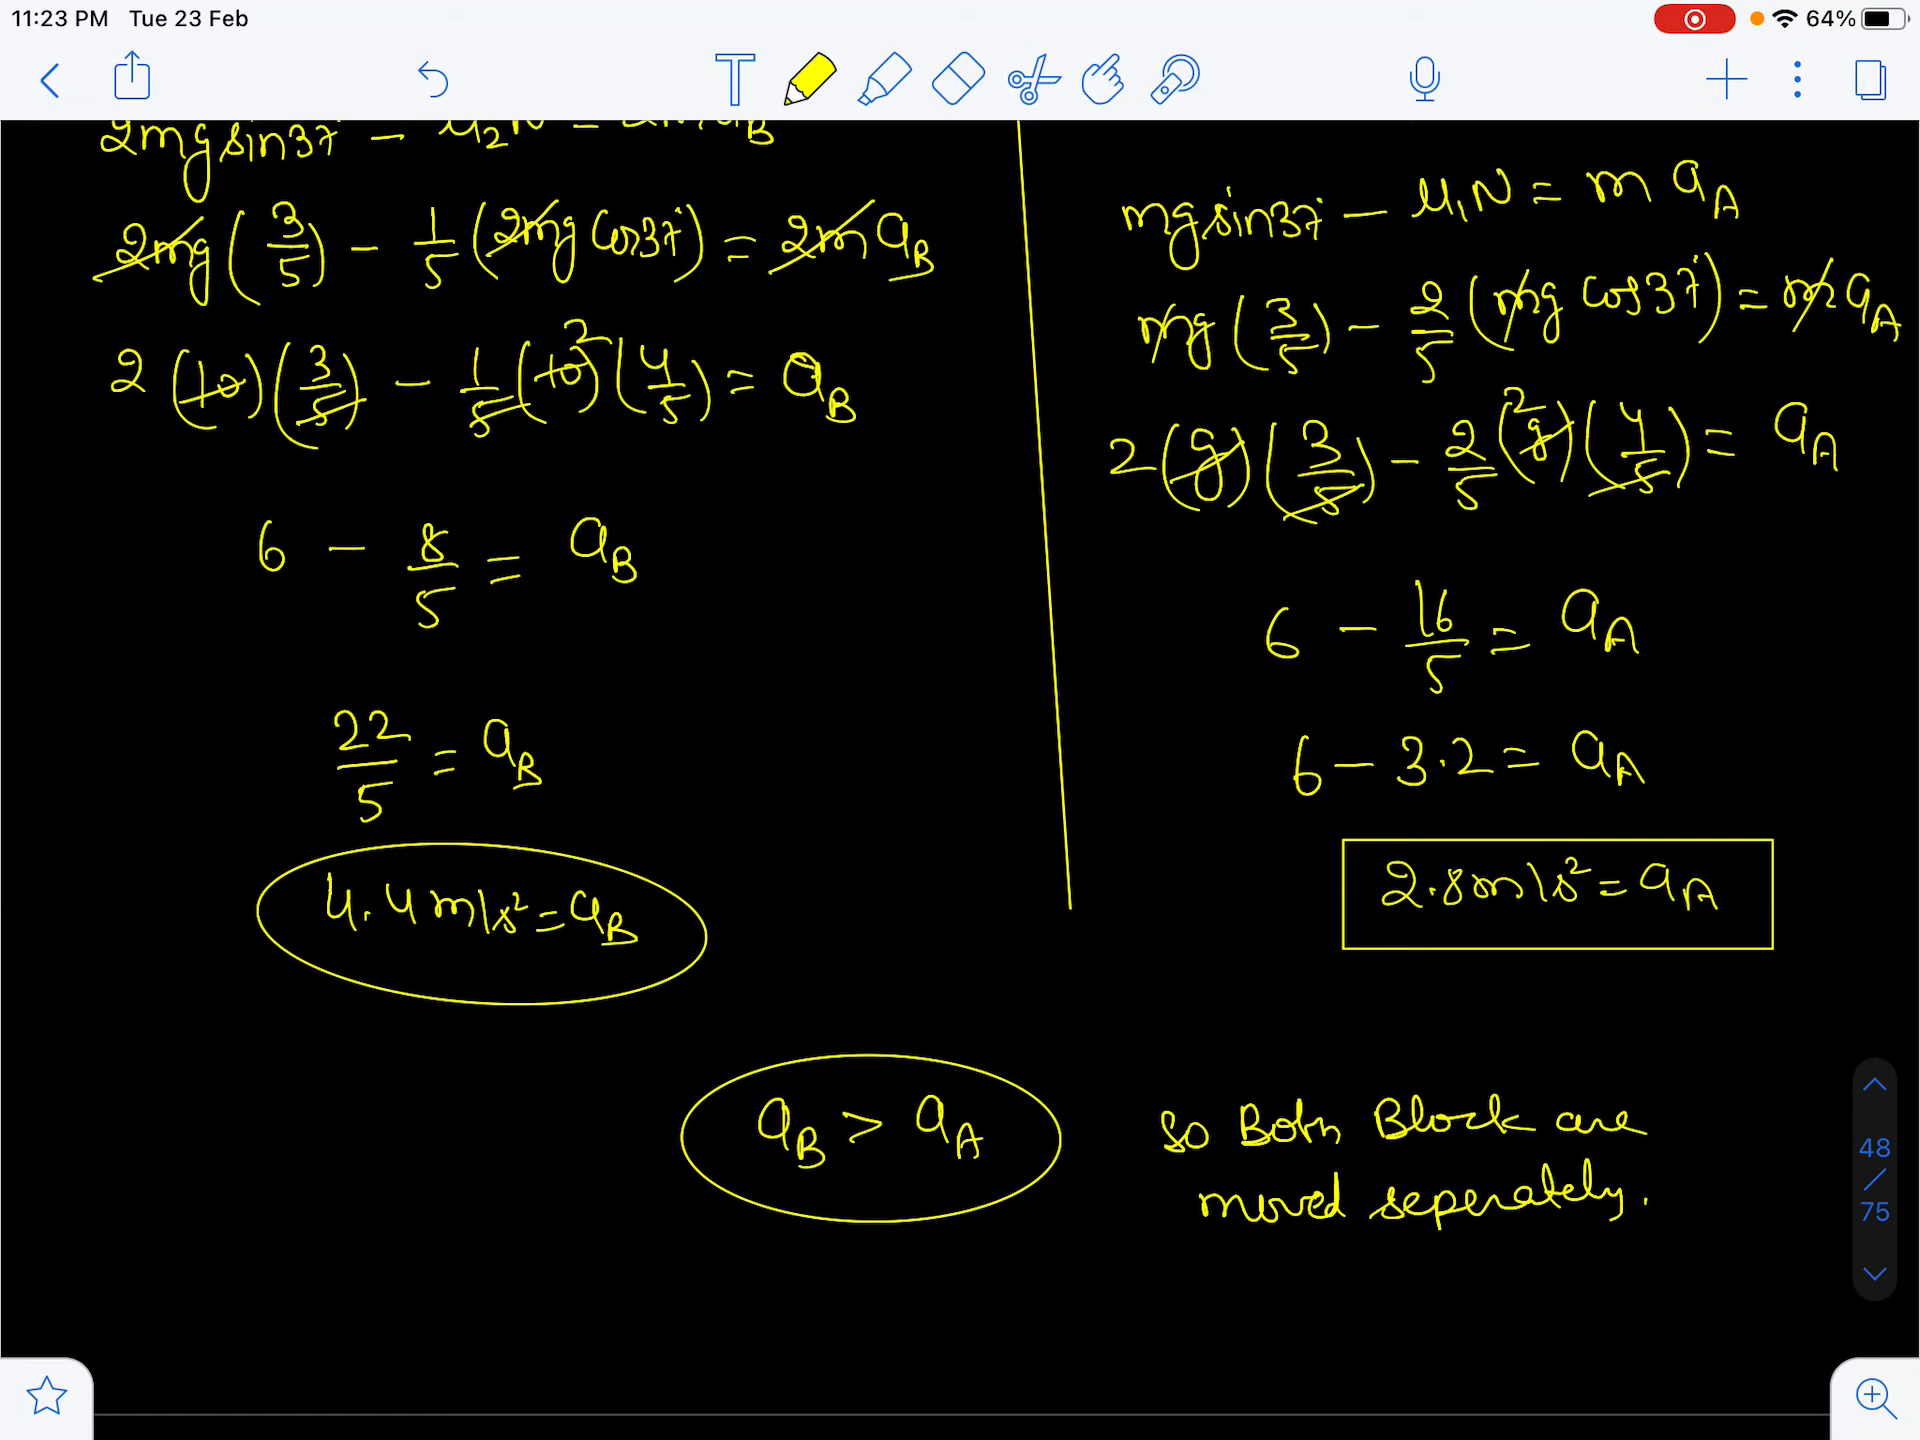 11:23 PM Tue 23 Feb
64%
2mg sin37° - μ₂N = 2m a_B
2mg (3/5) - 1/5 (2mg cos37°) = 2m a_B
2 (10) (3/5) - 1/5 (10)² (4/5) = a_B
6 - 8/5 = a_B
22/5 = a_B
4.4 m/s² = a_B
mg sin37° - μ₁N = m a_A
mg (3/5) - 2/5 (mg cos37°) = m a_A
2 (g) (3/5) - 2/5 (g)² (4/5) = a_A
6 - 16/5 = a_A
6 - 3.2 = a_A
2.8 m/s² = a_A
a_B > a_A
So Both Block are
moved seperately.
48
/
75